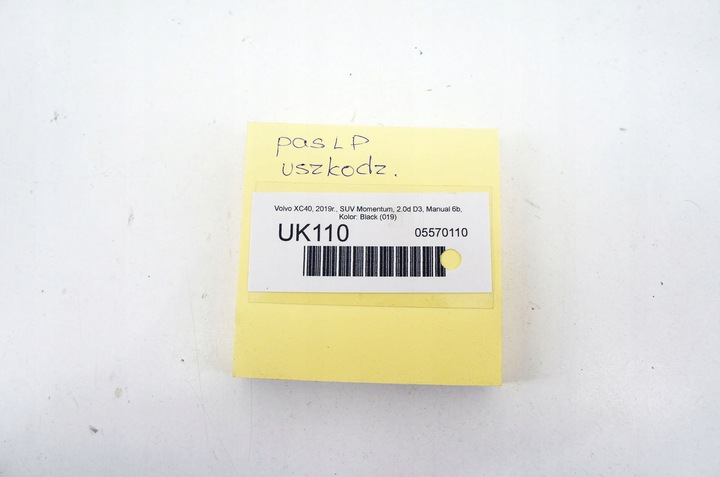 pas LP
uszkodz.
Volvo XC40, 2019r., SUV Momentum, 2.0d D3, Manual 6b,
Kolor: Black (019)
UK110 05570110